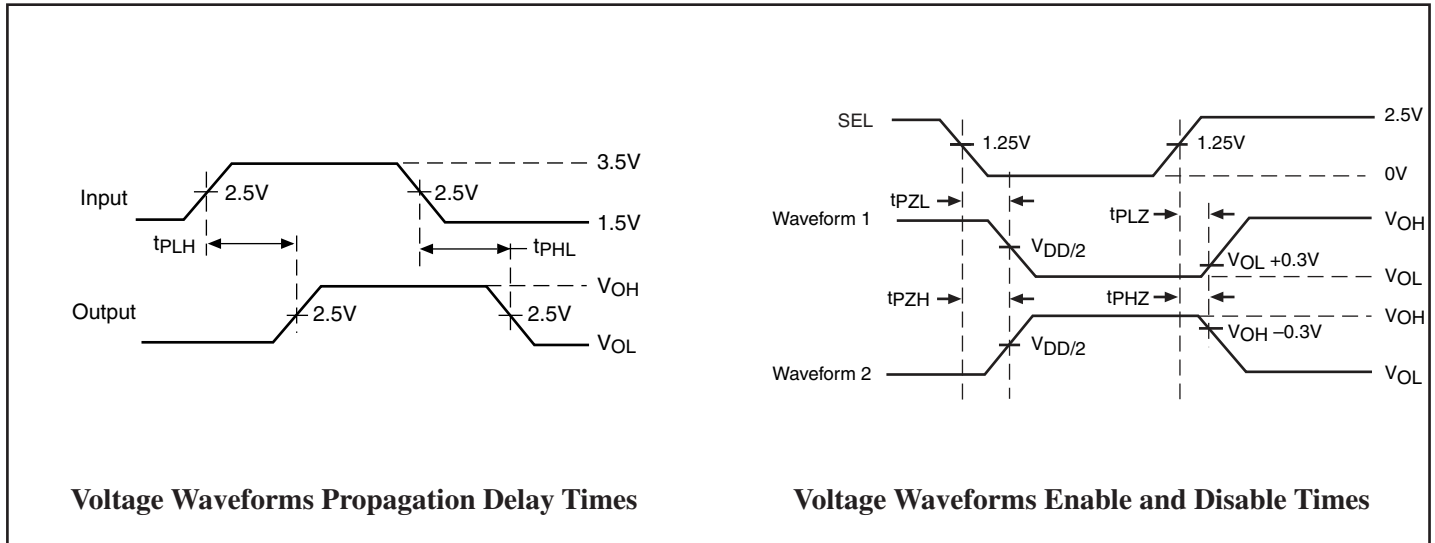 3.5V
Input
2.5V
2.5V
1.5V
tPLH
tPHL
VOH
Output
2.5V
2.5V
VOL
Voltage Waveforms Propagation Delay Times
SEL
2.5V
1.25V
1.25V
0V
tPZL
tPLZ
Waveform 1
VOH
VDD/2
VOL +0.3V
VOL
tPZH
tPHZ
VOH
VOH –0.3V
VDD/2
Waveform 2
VOL
Voltage Waveforms Enable and Disable Times